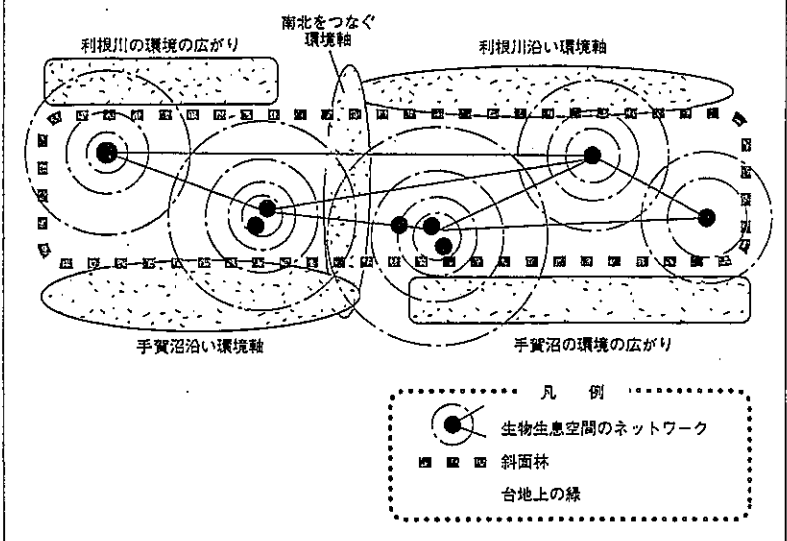 南北をつなぐ
環境軸
利根川の環境の広がり
利根川沿い環境軸
手賀沼沿い環境軸
手賀沼の環境の広がり
凡 例
生物生息空間のネットワーク
斜面林
台地上の緑